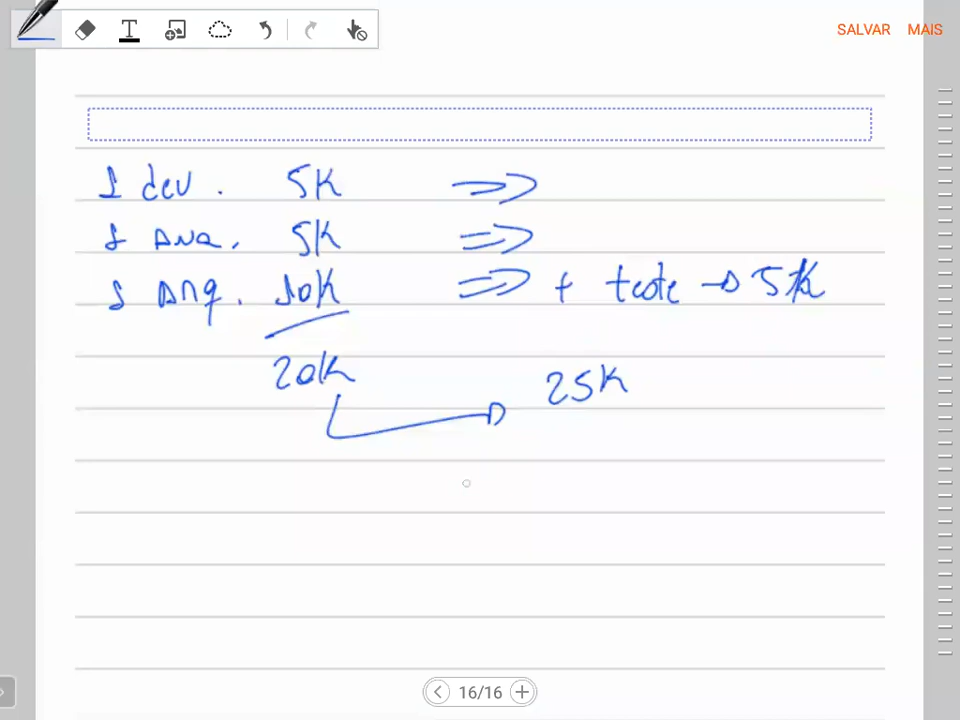 SALVAR MAIS
1 dev. 5K ⇒
1 ANA. 5K ⇒
1 Arq. 10K ⇒ + teste → 5K
20K 25K
16/16